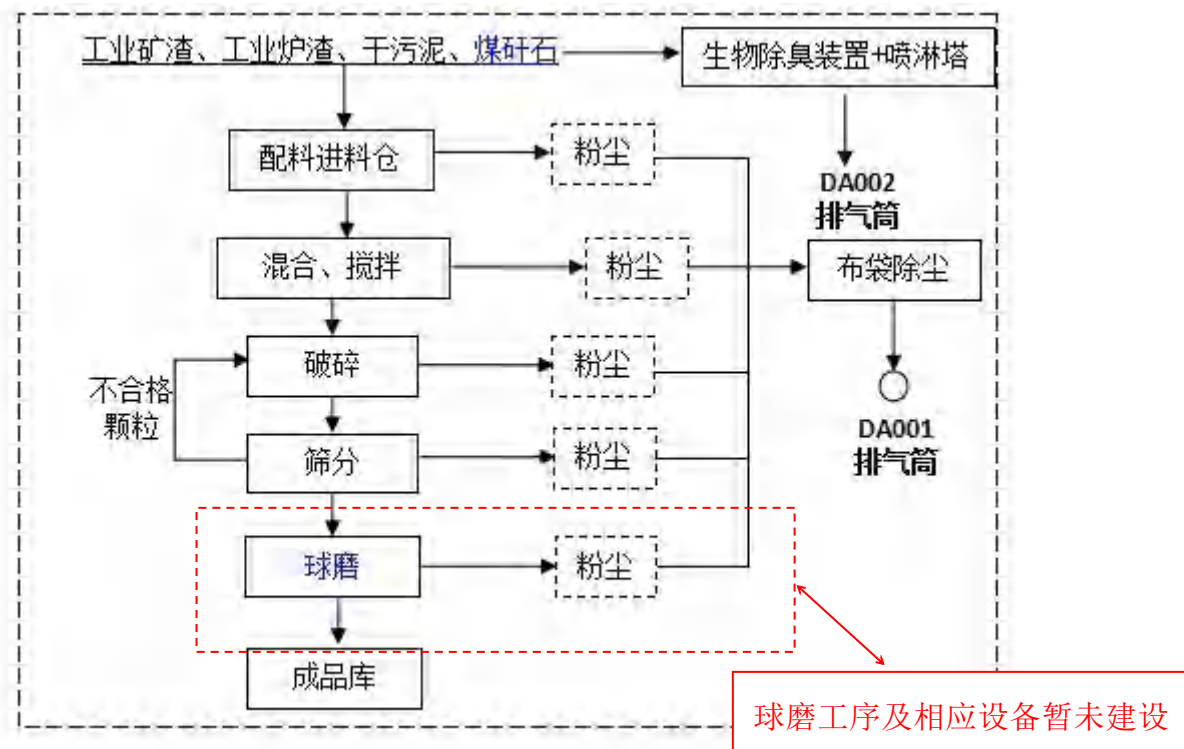 工业矿渣、工业炉渣、干污泥、煤矸石
生物除臭装置+喷淋塔
配料进料仓
粉尘
DA002
排气筒
混合、搅拌
粉尘
布袋除尘
破碎
粉尘
不合格
颗粒
DA001
排气筒
筛分
粉尘
球磨
粉尘
成品库
球磨工序及相应设备暂未建设